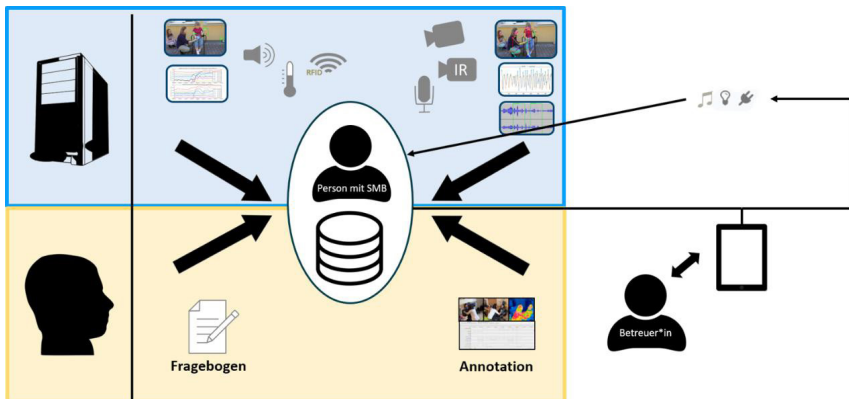 RFID
IR
Person mit SMB
Fragebogen
Annotation
Betreuer*in